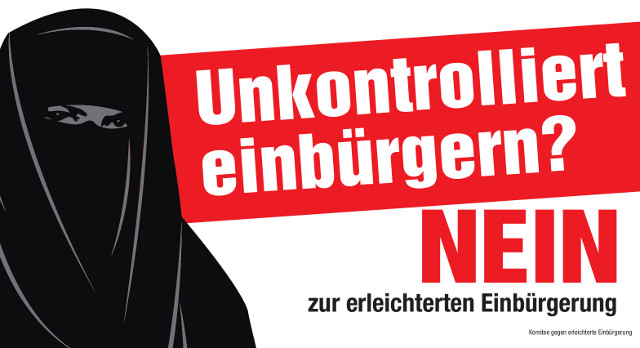 Unkontrolliert
einbürgern?
NEIN
zur erleichterten Einbürgerung
Komitee gegen erleichterte Einbürgerung